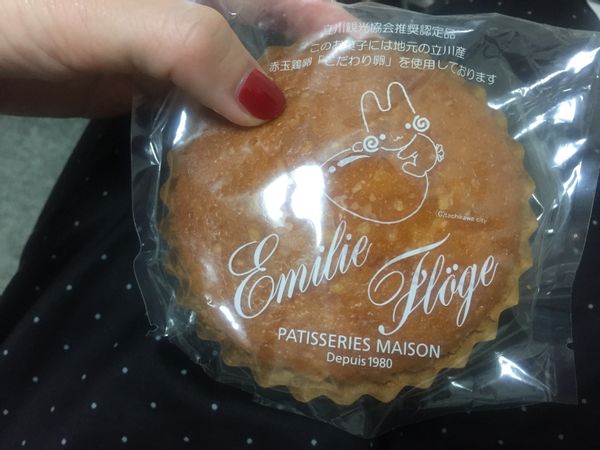 立川観光協会推奨認定品
このお菓子には地元の立川産
赤玉鶏卵「こだわり卵」を使用しております
©tachikawa city
Emilie Flöge
PATISSERIES MAISON
Depuis 1980